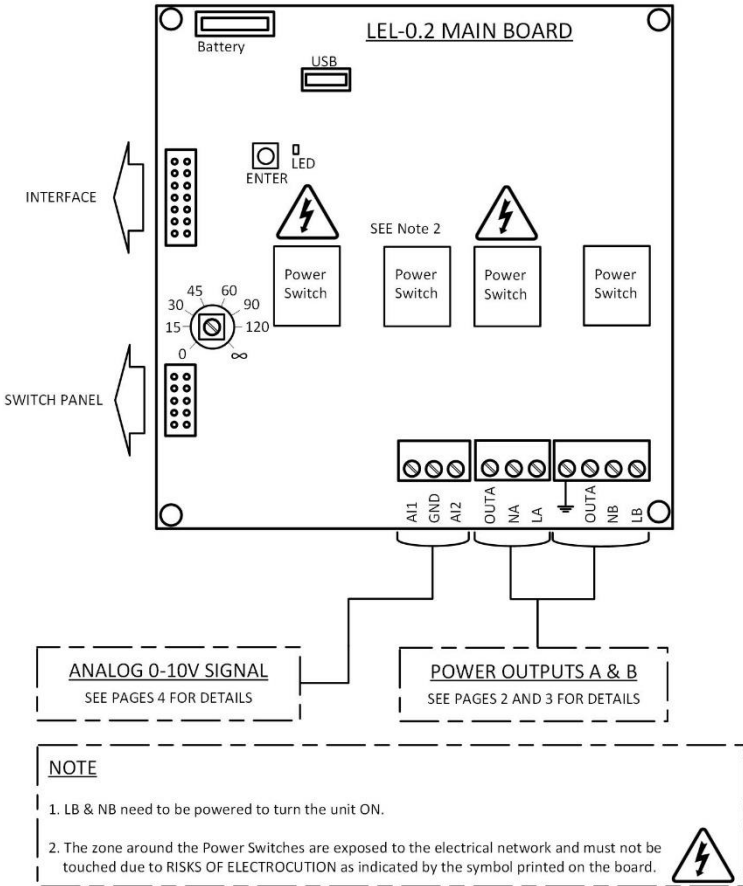 LEL-0.2 MAIN BOARD
Battery
USB
INTERFACE
ENTER
LED
SEE Note 2
Power
Switch
Power
Switch
Power
Switch
Power
Switch
0
15
30
45
60
90
120
∞
SWITCH PANEL
AI1
GND
AI2
OUTA
NA
LA
OUTA
NB
LB
ANALOG 0-10V SIGNAL
SEE PAGES 4 FOR DETAILS
POWER OUTPUTS A & B
SEE PAGES 2 AND 3 FOR DETAILS
NOTE
1. LB & NB need to be powered to turn the unit ON.
2. The zone around the Power Switches are exposed to the electrical network and must not be
touched due to RISKS OF ELECTROCUTION as indicated by the symbol printed on the board.